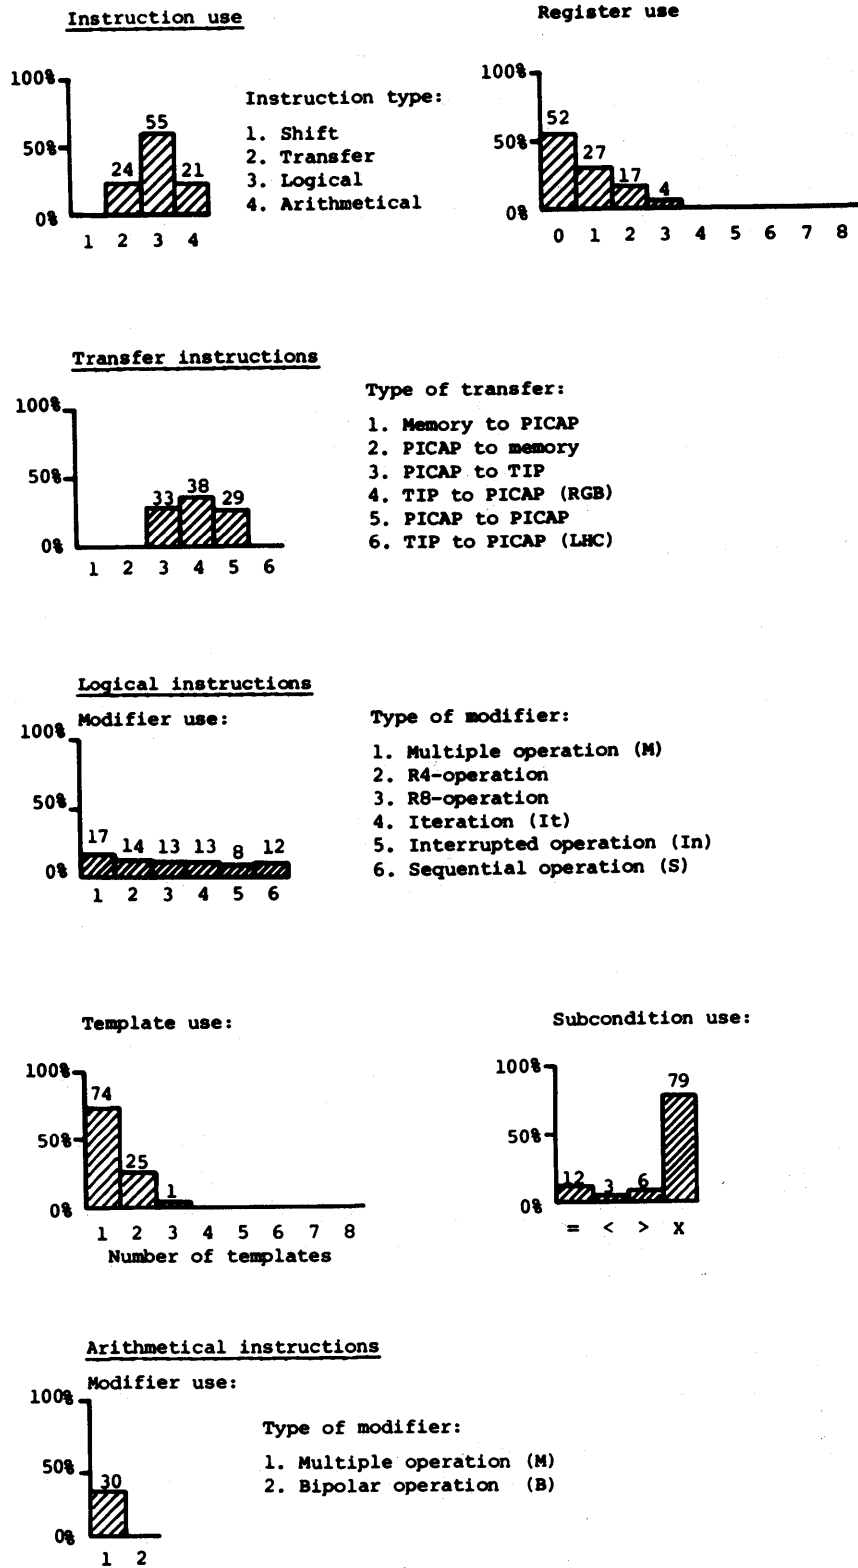 Instruction use
100%
50%
0%
24
55
21
1 2 3 4
Instruction type:
1. Shift
2. Transfer
3. Logical
4. Arithmetical
Register use
100%
50%
0%
52
27
17
4
0 1 2 3 4 5 6 7 8
Transfer instructions
100%
50%
0%
33
38
29
1 2 3 4 5 6
Type of transfer:
1. Memory to PICAP
2. PICAP to memory
3. PICAP to TIP
4. TIP to PICAP (RGB)
5. PICAP to PICAP
6. TIP to PICAP (LHC)
Logical instructions
Modifier use:
100%
50%
0%
17 14 13 13 8 12
1 2 3 4 5 6
Type of modifier:
1. Multiple operation (M)
2. R4-operation
3. R8-operation
4. Iteration (It)
5. Interrupted operation (In)
6. Sequential operation (S)
Template use:
100%
50%
0%
74
25
1
1 2 3 4 5 6 7 8
Number of templates
Subcondition use:
100%
50%
0%
12
3
6
79
= < > X
Arithmetical instructions
Modifier use:
100%
50%
0%
30
1 2
Type of modifier:
1. Multiple operation (M)
2. Bipolar operation (B)